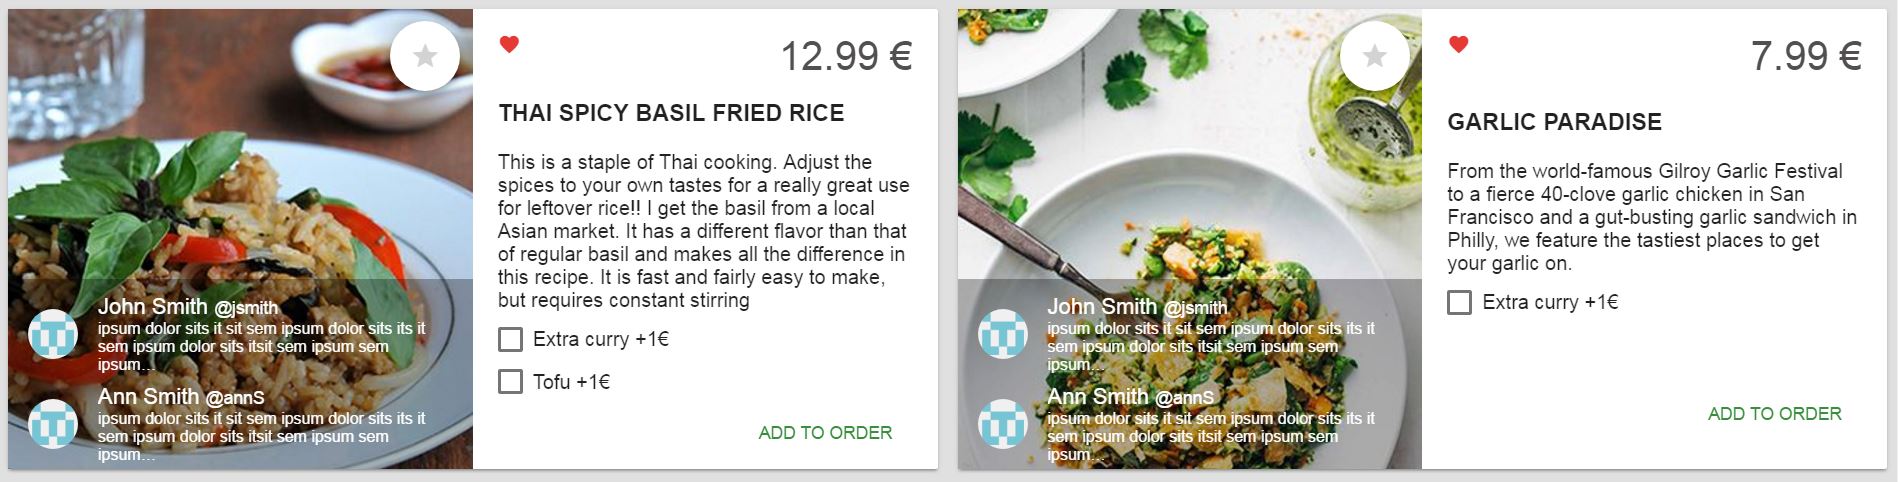 12.99 €
THAI SPICY BASIL FRIED RICE
This is a staple of Thai cooking. Adjust the
spices to your own tastes for a really great use
for leftover rice!! I get the basil from a local
Asian market. It has a different flavor than that
of regular basil and makes all the difference in
this recipe. It is fast and fairly easy to make,
but requires constant stirring
Extra curry +1€
Tofu +1€
ADD TO ORDER
John Smith @jsmith
ipsum dolor sits it sit sem ipsum dolor sits its it
sem ipsum dolor sits itsit sem ipsum sem
ipsum...
Ann Smith @annS
ipsum dolor sits it sit sem ipsum dolor sits its it
sem ipsum dolor sits itsit sem ipsum sem
ipsum...
7.99 €
GARLIC PARADISE
From the world-famous Gilroy Garlic Festival
to a fierce 40-clove garlic chicken in San
Francisco and a gut-busting garlic sandwich in
Philly, we feature the tastiest places to get
your garlic on.
Extra curry +1€
ADD TO ORDER
John Smith @jsmith
ipsum dolor sits it sit sem ipsum dolor sits its it
sem ipsum dolor sits itsit sem ipsum sem
ipsum...
Ann Smith @annS
ipsum dolor sits it sit sem ipsum dolor sits its it
sem ipsum dolor sits itsit sem ipsum sem
ipsum...